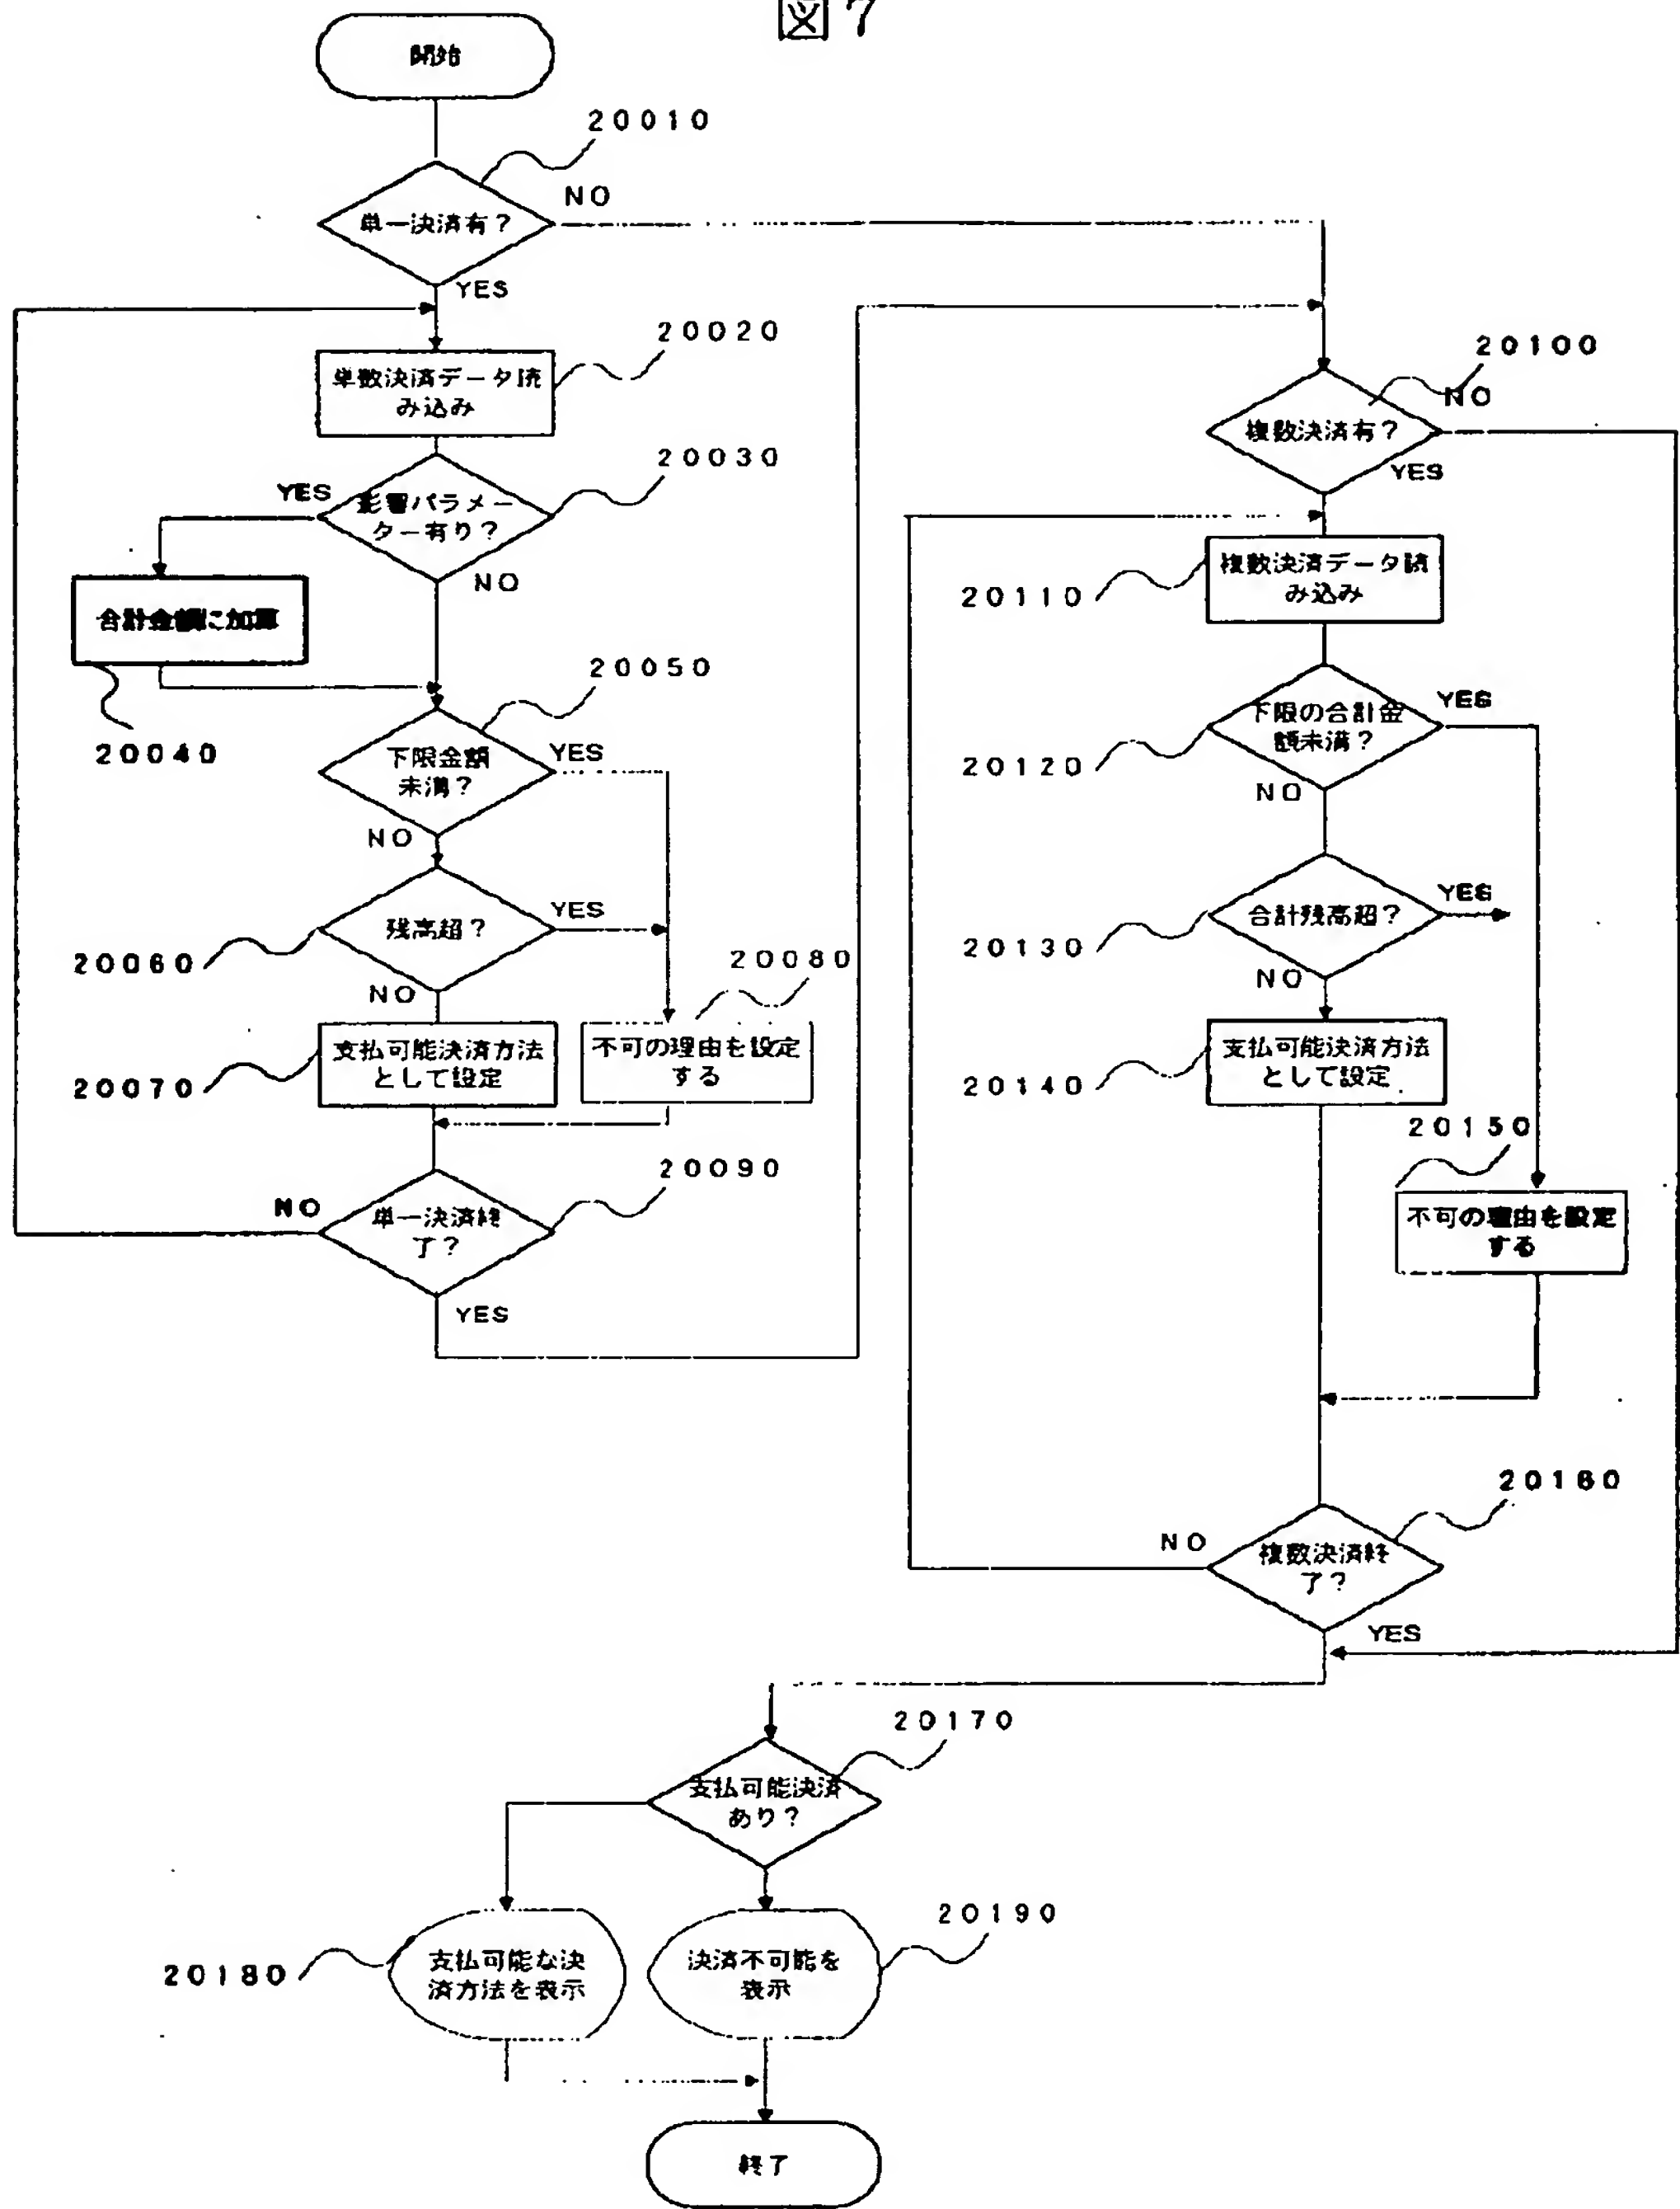 図７
開始
20010
単一決済有？
NO
YES
20020
単数決済データ読
み込み
20030
影響パラメー
ター有り？
YES
NO
合計金額に加算
20040
20050
下限金額
未満？
YES
NO
残高超？
YES
20060
NO
20080
支払可能決済方法
として設定
20070
不可の理由を設定
する
20090
単一決済終
了？
NO
YES
20100
NO
複数決済有？
YES
複数決済データ読
み込み
20110
下限の合計金
額未満？
YES
20120
NO
合計残高超？
YES
20130
NO
支払可能決済方法
として設定
20140
20150
不可の理由を設定
する
20160
複数決済終
了？
NO
YES
20170
支払可能決済
あり？
20180
支払可能な決
済方法を表示
20190
決済不可能を
表示
終了